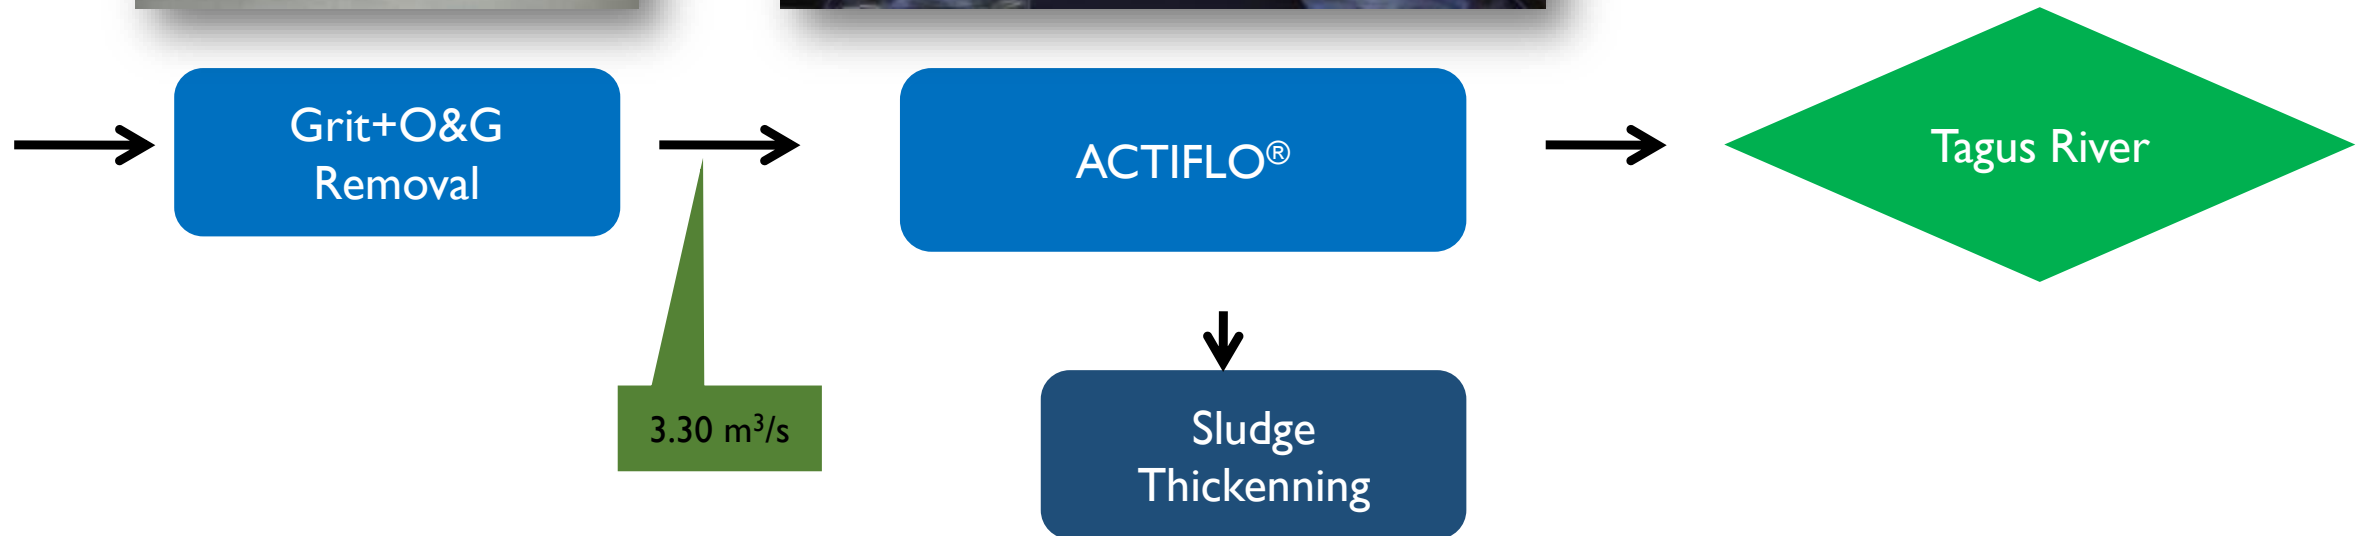 Grit+O&G
Removal
ACTIFLO®
Tagus River
3.30 m³/s
Sludge
Thickenning